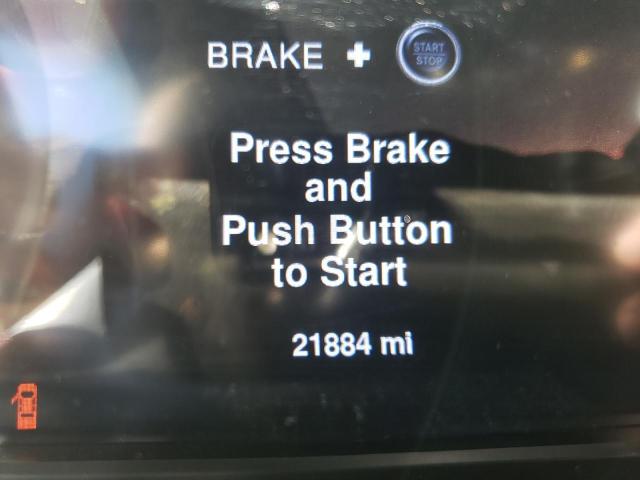 BRAKE + START
STOP
Press Brake
and
Push Button
to Start
21884 mi